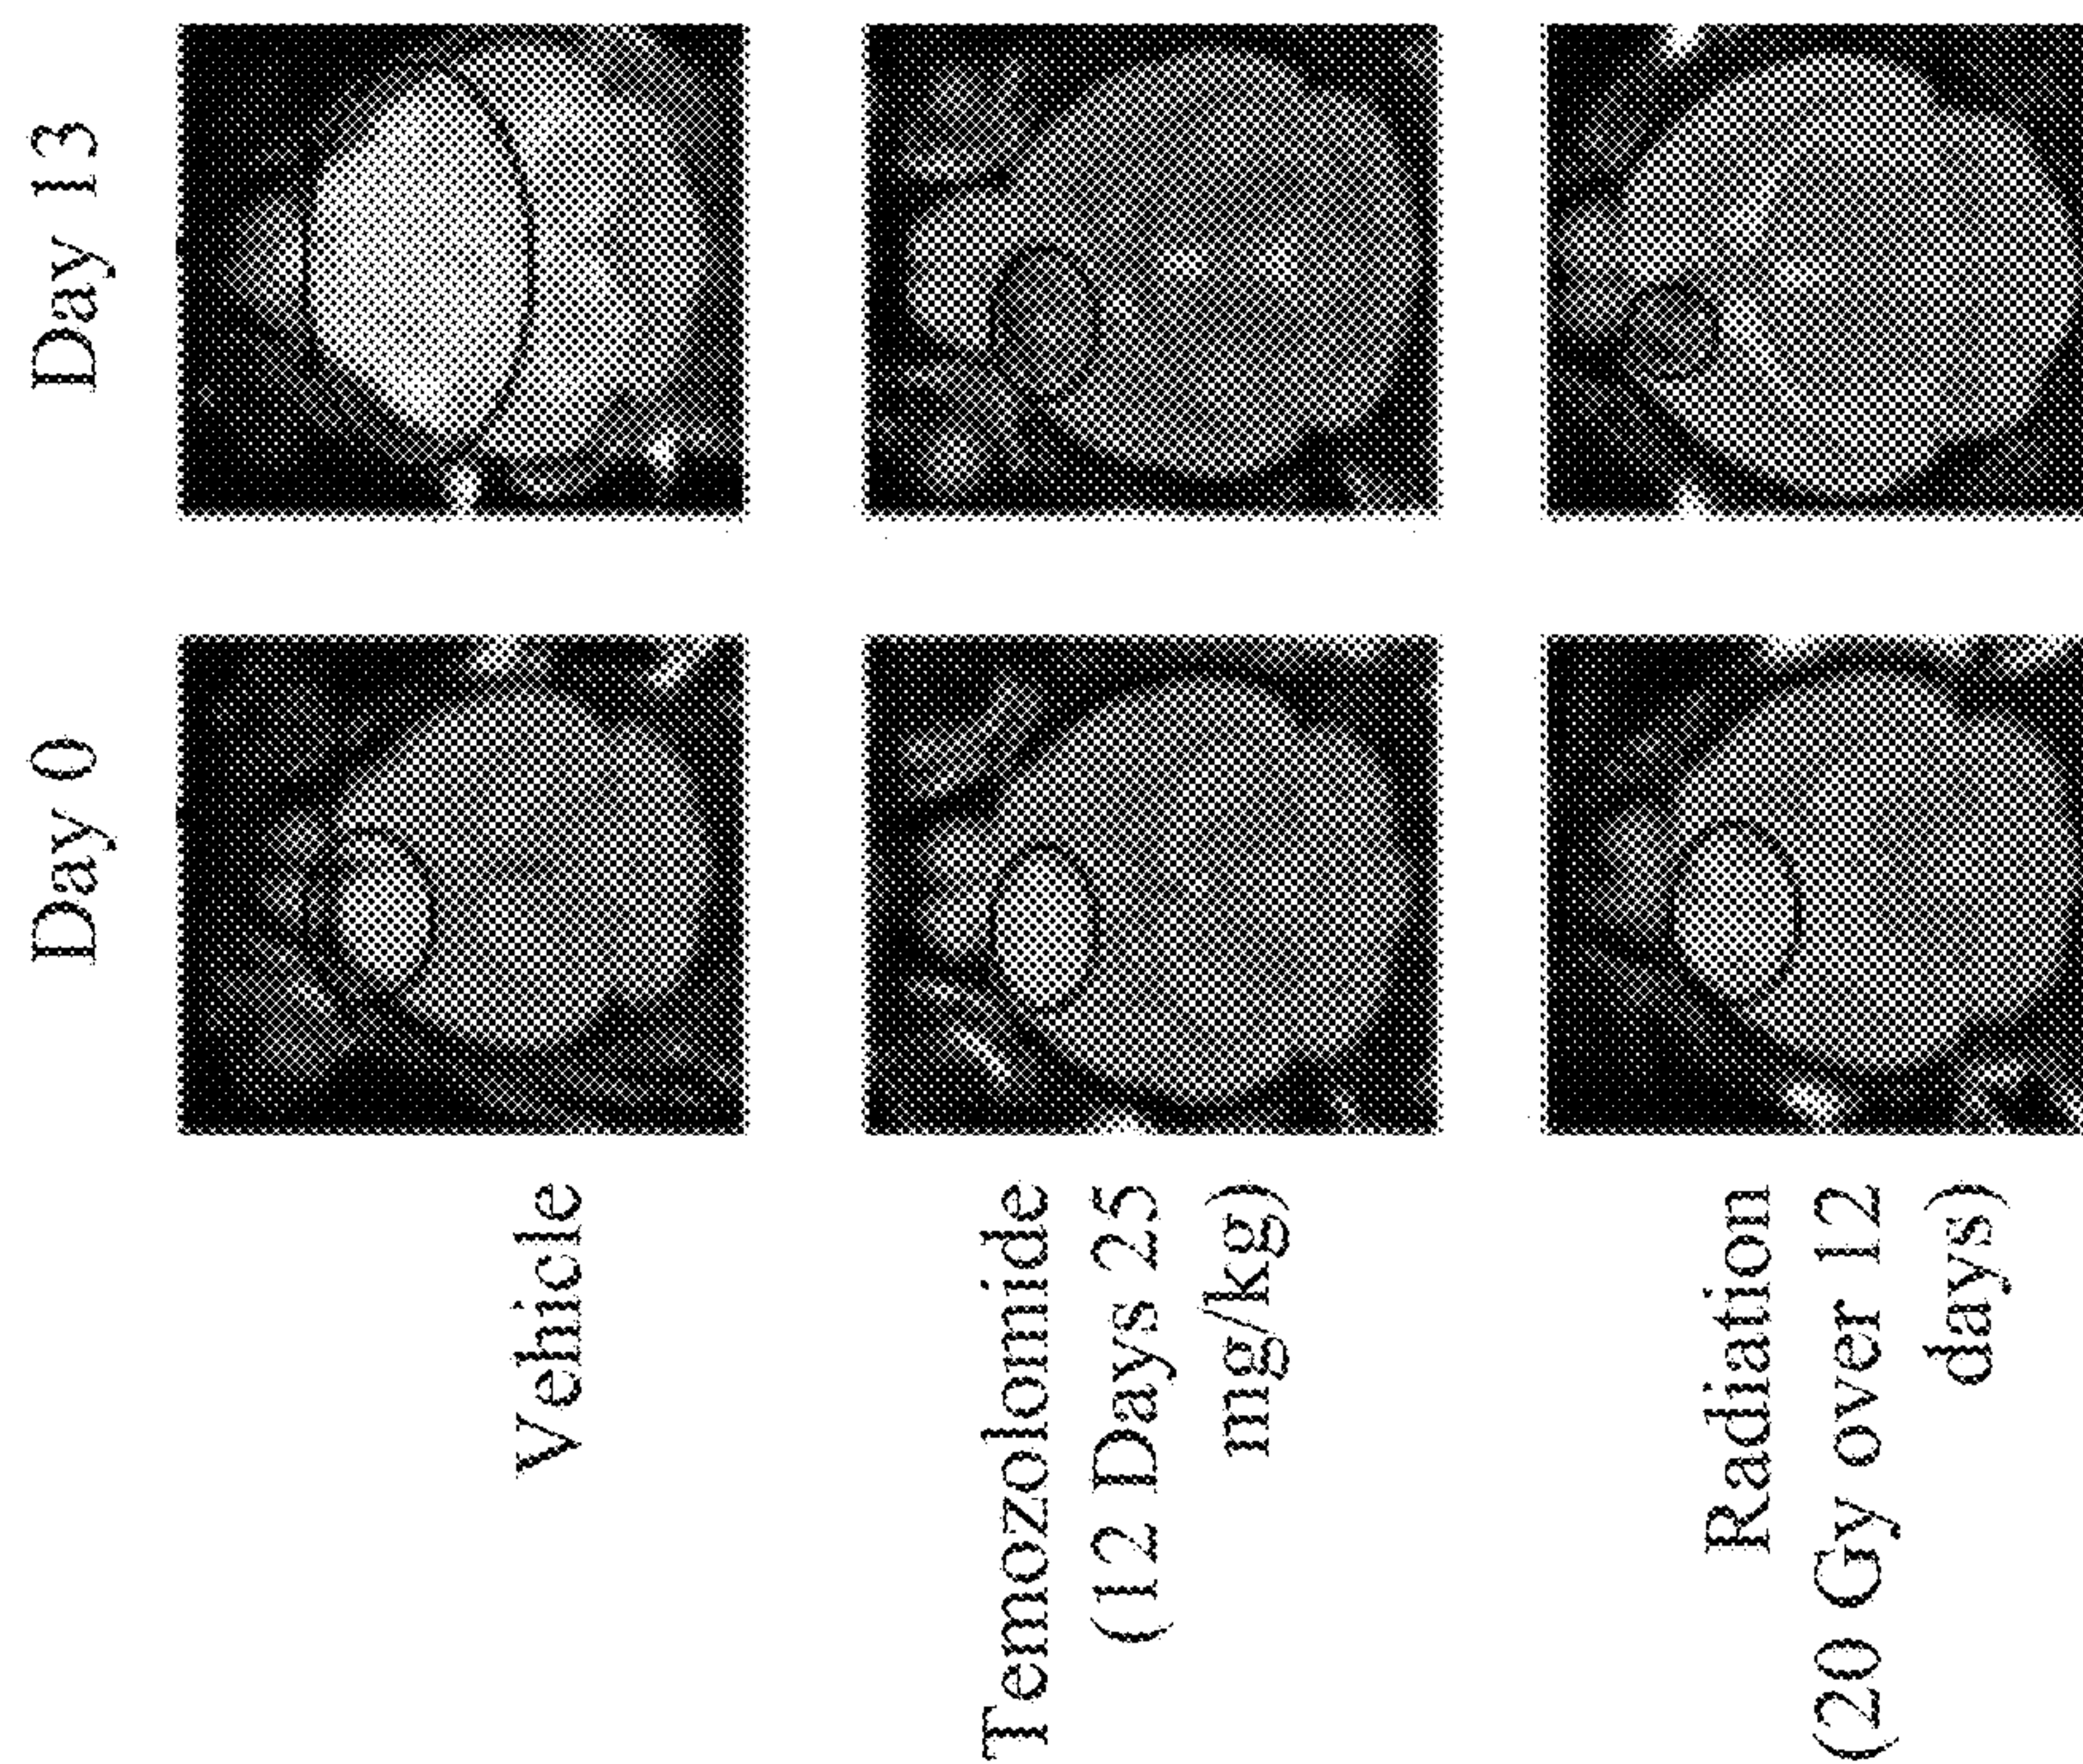 Day 0
Day 13
Vehicle
Temozolomide
(12 Days 25
mg/kg)
Radiation
(20 Gy over 12
days)